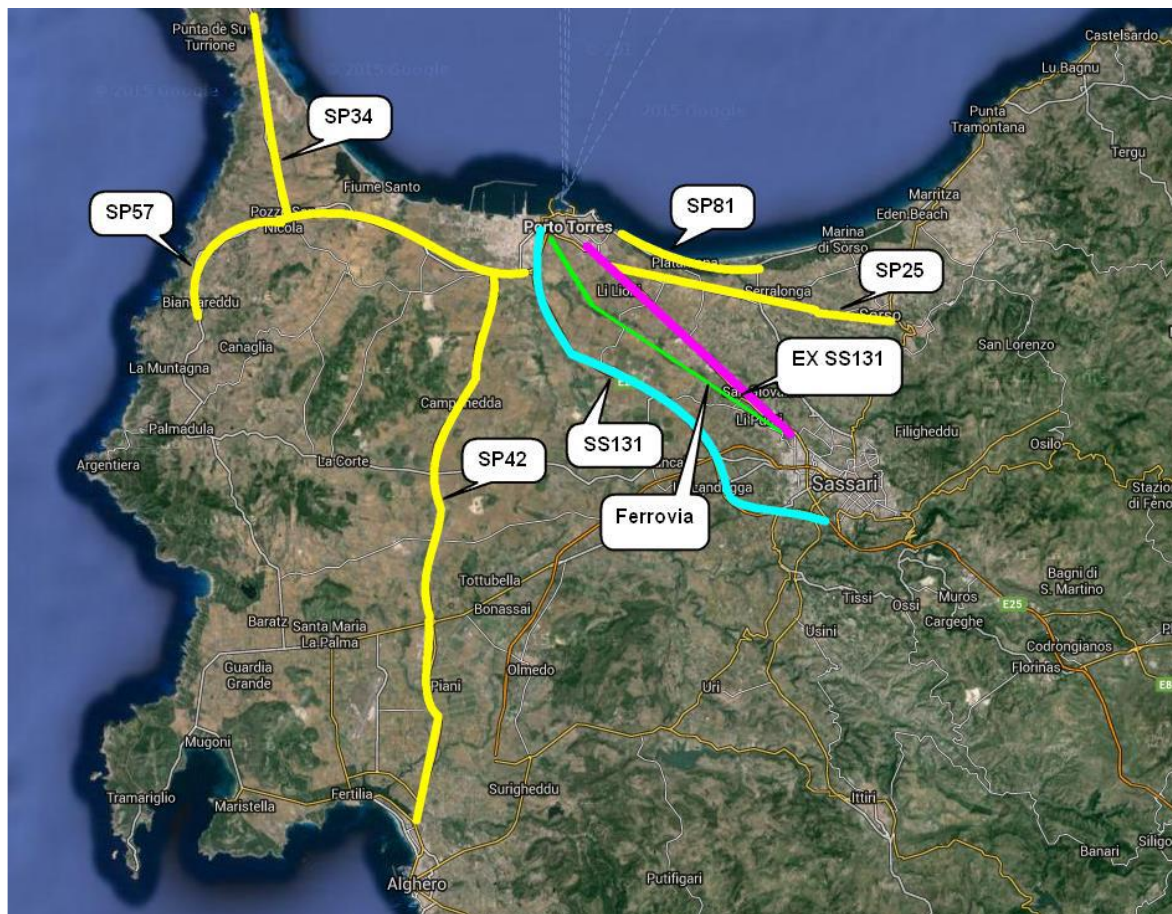 Punta de Su
Turrione
Castelsardo
Lu Bagnu
© 2015 Google
2015 Google
SP34
Punta
Tramontana
Tergu
Fiume Santo
SP57
Nicola
Porto Torres
SP81
Marritza
Eden Beach
Marina
di Sorso
SP25
Serralonga
Sorso
Li Lioni
Biancareddu
San Lorenzo
Canaglia
La Muntagna
EX SS131
Palmadula
Filigheddu
Osilo
SS131
Argentiera
La Corte
SP42
Sassari
Ferrovia
Tottubella
Bonassai
Bagni di
S. Martino
Tissi
Ossi
Muros
Cargeghe
E25
Baratz
Santa Maria
La Palma
Usini
Codrongianos
Florinas
Guardia
Grande
Olmedo
Piani
Uri
Mugoni
Tramariglio
Maristella
Fertilia
Surigheddu
Ittiri
Banari
Alghero
Putifigari